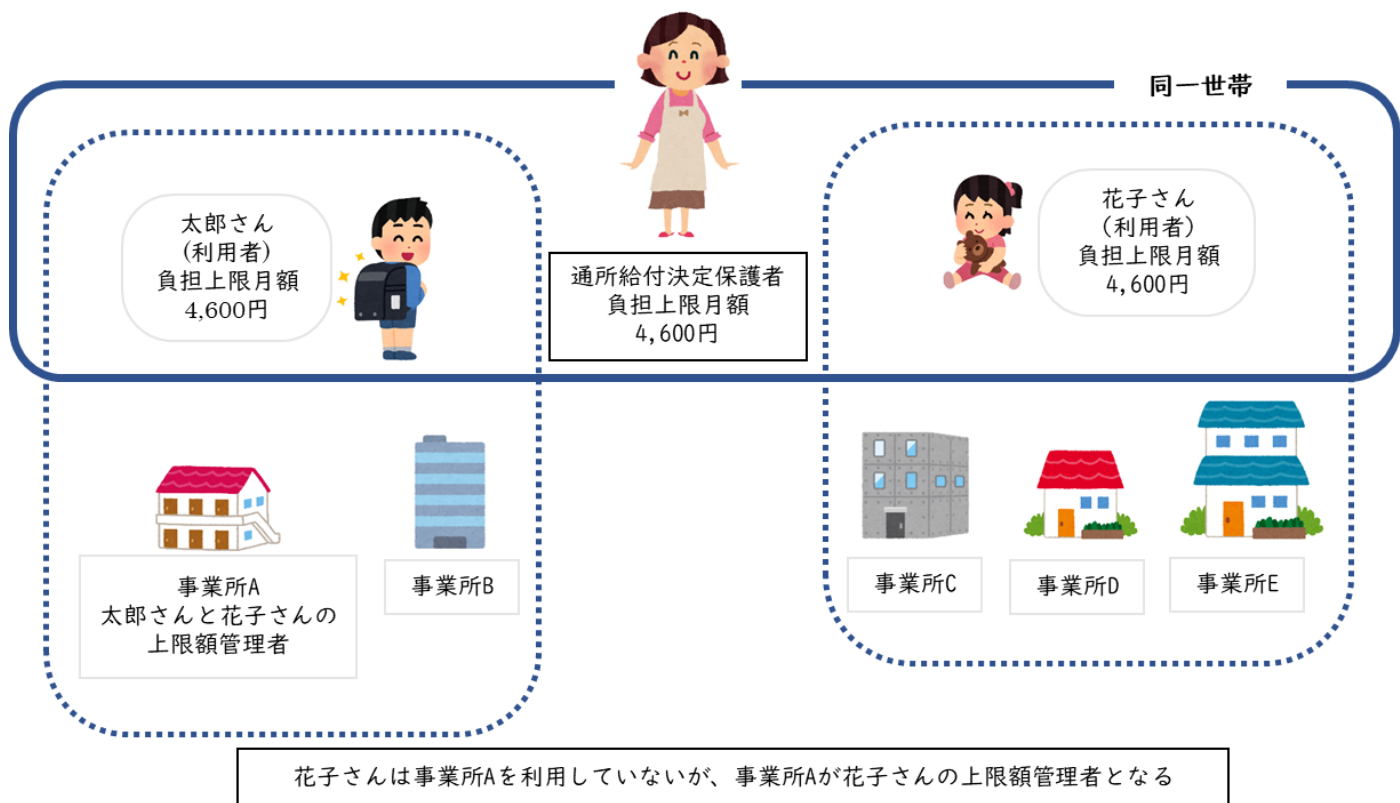 同一世帯
太郎さん
(利用者)
負担上限月額
4,600円
通所給付決定保護者
負担上限月額
4,600円
花子さん
(利用者)
負担上限月額
4,600円
事業所A
太郎さんと花子さんの
上限額管理者
事業所B
事業所C
事業所D
事業所E
花子さんは事業所Aを利用していないが、事業所Aが花子さんの上限額管理者となる